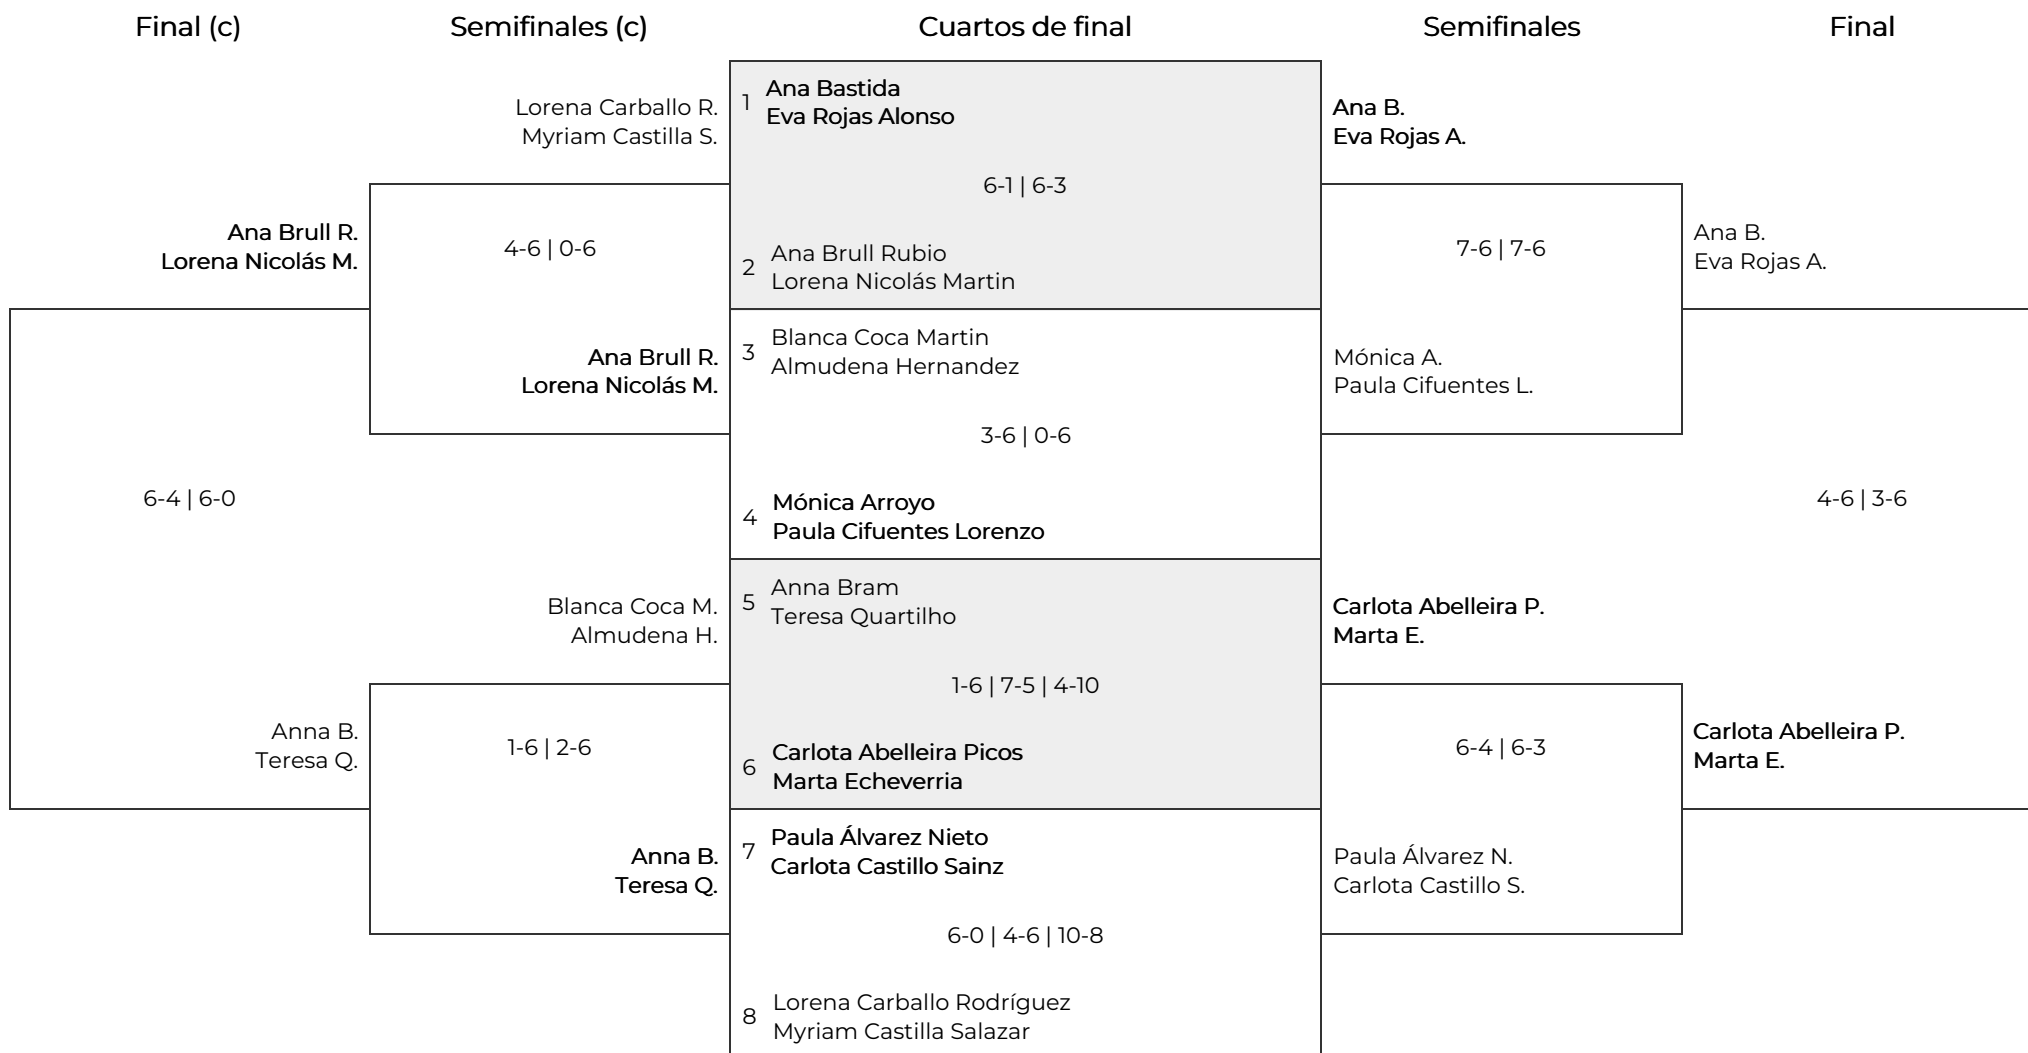 Final (c)
Semifinales (c)
Cuartos de final
Semifinales
Final
Ana Brull R.
Lorena Nicolás M.
6-4 | 6-0
Anna B.
Teresa Q.
Lorena Carballo R.
Myriam Castilla S.
4-6 | 0-6
Ana Brull R.
Lorena Nicolás M.
Blanca Coca M.
Almudena H.
1-6 | 2-6
Anna B.
Teresa Q.
1 Ana Bastida
Eva Rojas Alonso
6-1 | 6-3
2 Ana Brull Rubio
Lorena Nicolás Martin
3 Blanca Coca Martin
Almudena Hernandez
3-6 | 0-6
4 Mónica Arroyo
Paula Cifuentes Lorenzo
5 Anna Bram
Teresa Quartilho
1-6 | 7-5 | 4-10
6 Carlota Abelleira Picos
Marta Echeverria
7 Paula Álvarez Nieto
Carlota Castillo Sainz
6-0 | 4-6 | 10-8
8 Lorena Carballo Rodríguez
Myriam Castilla Salazar
Ana B.
Eva Rojas A.
7-6 | 7-6
Mónica A.
Paula Cifuentes L.
Carlota Abelleira P.
Marta E.
6-4 | 6-3
Paula Álvarez N.
Carlota Castillo S.
Ana B.
Eva Rojas A.
4-6 | 3-6
Carlota Abelleira P.
Marta E.